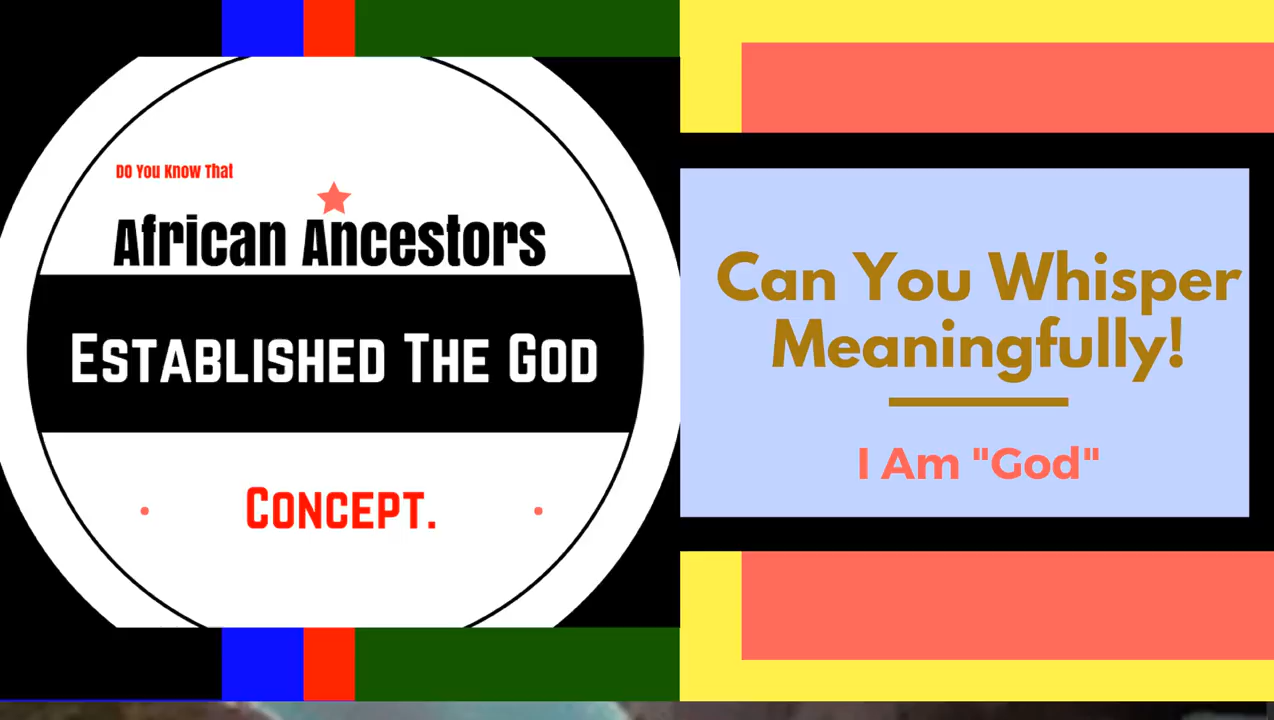 DO You Know That
African Ancestors
Established The God
Concept.
Can You Whisper
Meaningfully!
I Am "God"